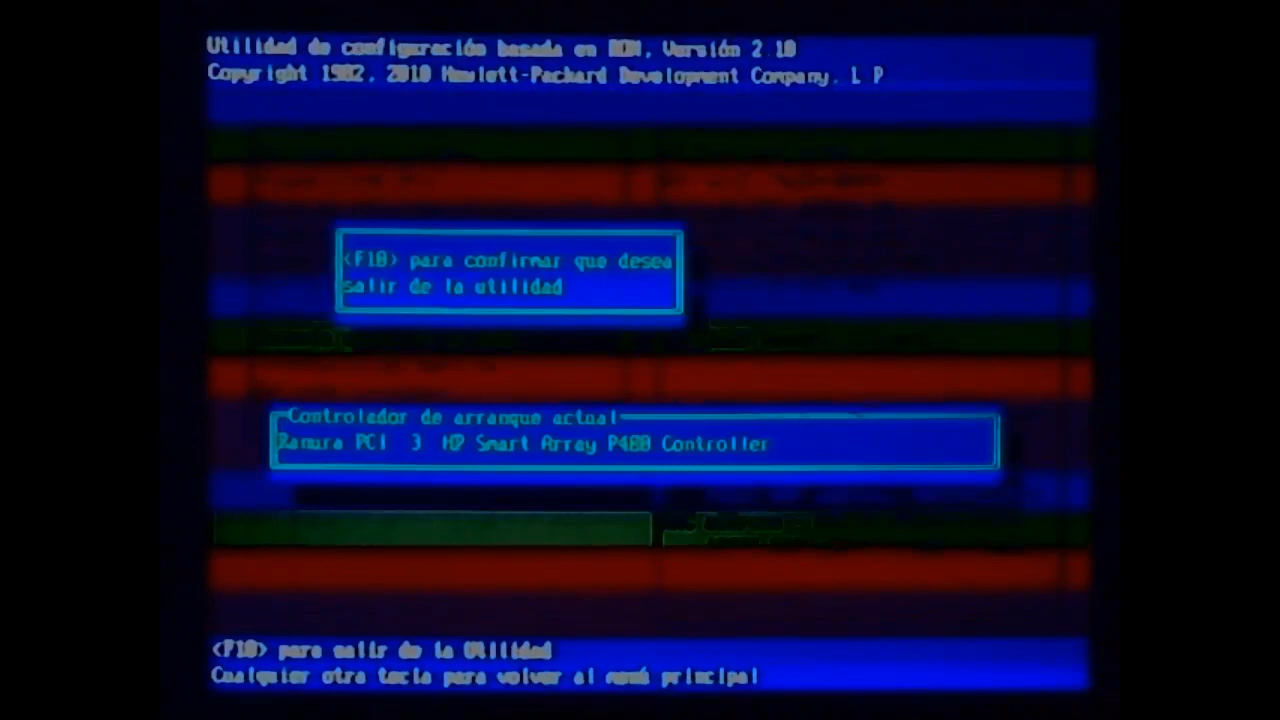 Utilidad de configuración basada en ROM, Versión 2.10
Copyright 1982, 2010 Hewlett-Packard Development Company, L.P.
<F10> para confirmar que desea
salir de la utilidad
Controlador de arranque actual
Ranura PCI 3 HP Smart Array P400 Controller
<F10> para salir de la Utilidad
Cualquier otra tecla para volver al menú principal